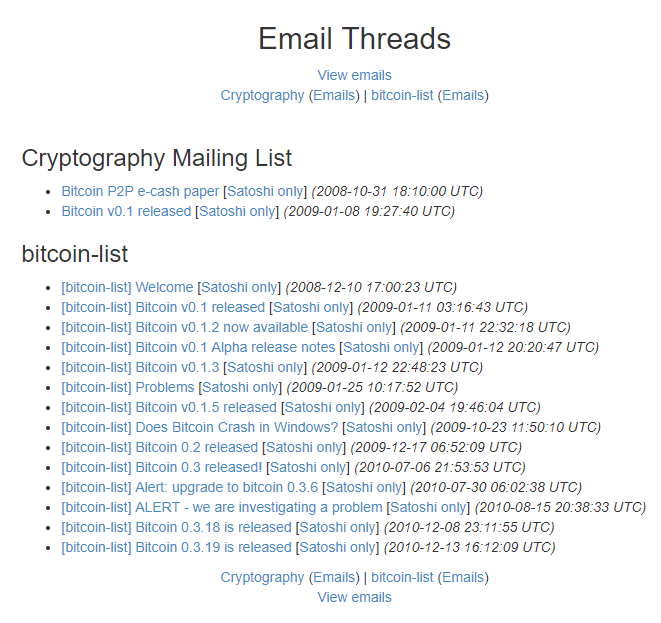 Email Threads
View emails
Cryptography (Emails) | bitcoin-list (Emails)
Cryptography Mailing List
• Bitcoin P2P e-cash paper [Satoshi only] (2008-10-31 18:10:00 UTC)
• Bitcoin v0.1 released [Satoshi only] (2009-01-08 19:27:40 UTC)
bitcoin-list
• [bitcoin-list] Welcome [Satoshi only] (2008-12-10 17:00:23 UTC)
• [bitcoin-list] Bitcoin v0.1 released [Satoshi only] (2009-01-11 03:16:43 UTC)
• [bitcoin-list] Bitcoin v0.1.2 now available [Satoshi only] (2009-01-11 22:32:18 UTC)
• [bitcoin-list] Bitcoin v0.1 Alpha release notes [Satoshi only] (2009-01-12 20:20:47 UTC)
• [bitcoin-list] Bitcoin v0.1.3 [Satoshi only] (2009-01-12 22:48:23 UTC)
• [bitcoin-list] Problems [Satoshi only] (2009-01-25 10:17:52 UTC)
• [bitcoin-list] Bitcoin v0.1.5 released [Satoshi only] (2009-02-04 19:46:04 UTC)
• [bitcoin-list] Does Bitcoin Crash in Windows? [Satoshi only] (2009-10-23 11:50:10 UTC)
• [bitcoin-list] Bitcoin 0.2 released [Satoshi only] (2009-12-17 06:52:09 UTC)
• [bitcoin-list] Bitcoin 0.3 released! [Satoshi only] (2010-07-06 21:53:53 UTC)
• [bitcoin-list] Alert: upgrade to bitcoin 0.3.6 [Satoshi only] (2010-07-30 06:02:38 UTC)
• [bitcoin-list] ALERT - we are investigating a problem [Satoshi only] (2010-08-15 20:38:33 UTC)
• [bitcoin-list] Bitcoin 0.3.18 is released [Satoshi only] (2010-12-08 23:11:55 UTC)
• [bitcoin-list] Bitcoin 0.3.19 is released [Satoshi only] (2010-12-13 16:12:09 UTC)
Cryptography (Emails) | bitcoin-list (Emails)
View emails